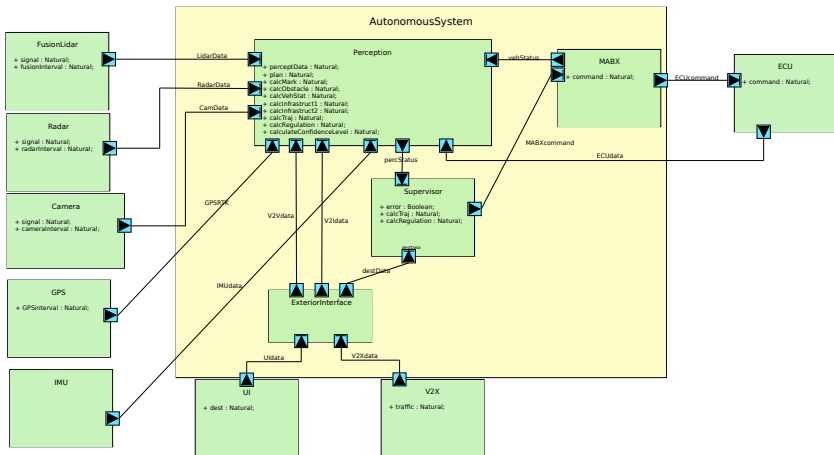 AutonomousSystem
FusionLidar
+ signal : Natural;
+ fusionInterval : Natural;
LidarData
Perception
+ perceptData : Natural;
+ plan : Natural;
+ calcMark : Natural;
+ calcObstacle : Natural;
+ calcVehStat : Natural;
+ calcInfrastruct1 : Natural;
+ calcInfrastruct2 : Natural;
+ calcTraj : Natural;
+ calcRegulation : Natural;
+ calculateConfidenceLevel : Natural;
vehStatus
MABX
+ command : Natural;
ECUcommand
ECU
+ command : Natural;
RadarData
CamData
Radar
+ signal : Natural;
+ radarInterval : Natural;
MABXcommand
ECUdata
percStatus
Supervisor
+ error : Boolean;
+ calcTraj : Natural;
+ calcRegulation : Natural;
destData
Camera
+ signal : Natural;
+ cameraInterval : Natural;
GPSRTK
V2Vdata
V2Idata
destData
IMUdata
GPS
+ GPSinterval : Natural;
ExteriorInterface
UIdata
V2Xdata
IMU
UI
+ dest : Natural;
V2X
+ traffic : Natural;